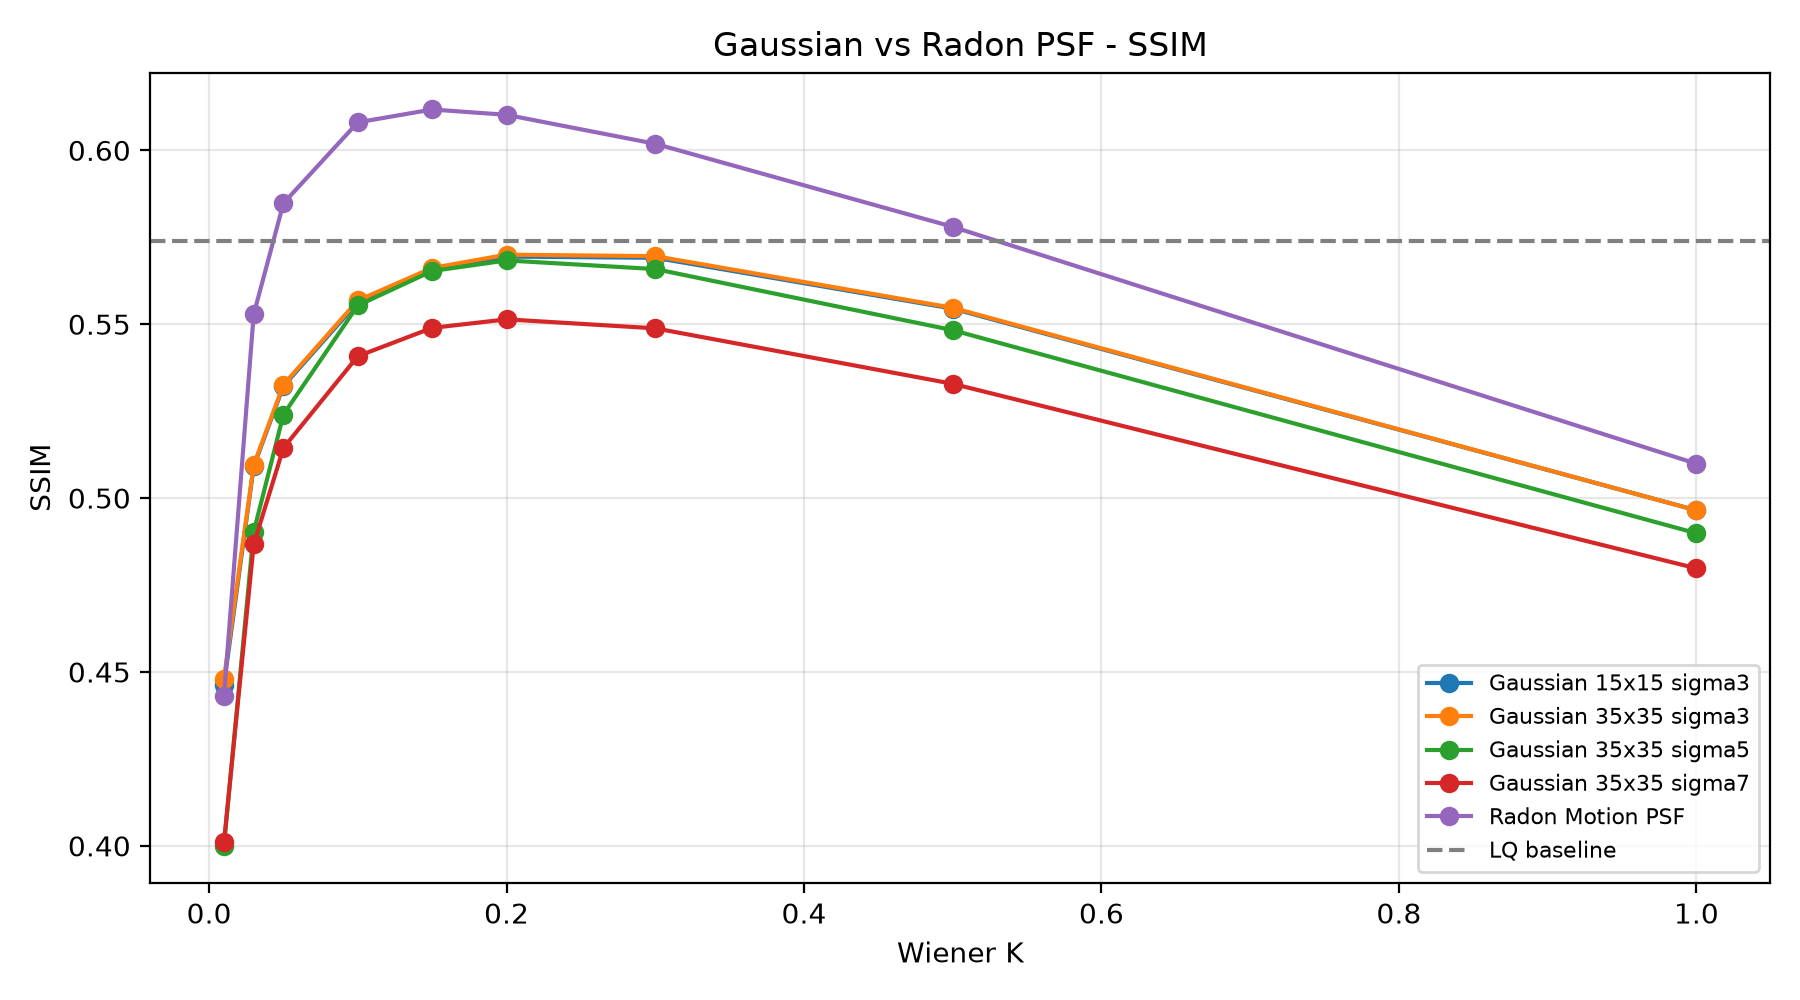 Gaussian vs Radon PSF - SSIM
SSIM
0.60
0.55
0.50
0.45
0.40
0.0
0.2
0.4
0.6
0.8
1.0
Wiener K
Gaussian 15x15 sigma3
Gaussian 35x35 sigma3
Gaussian 35x35 sigma5
Gaussian 35x35 sigma7
Radon Motion PSF
LQ baseline